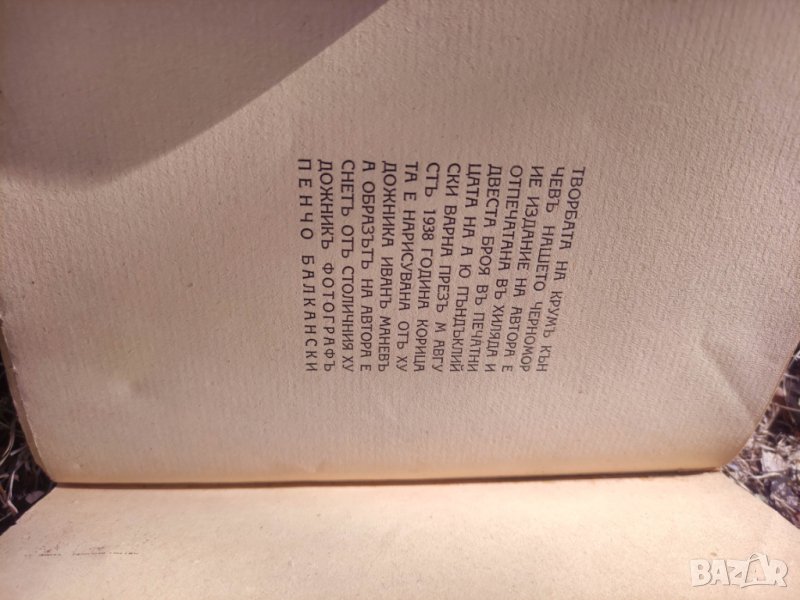 ТВОРБАТА НА КРУМЪ КЪН
ЧЕВЪ НАШЕТО ЧЕРНОМОР
ИЕ ИЗДАНИЕ НА АВТОРА Е
ОТПЕЧАТАНА ВЪ ХИЛЯДА И
ДВЕСТА БРОЯ ВЪ ПЕЧАТНИ
ЦАТА НА А Ю ПЪНДЪКЛИЙ
СКИ ВАРНА ПРЕЗЪ М АВГУ
СТЪ 1938 ГОДИНА КОРИЦА
ТА Е НАРИСУВАНА ОТЪ ХУ
ДОЖНИКА ИВАНЪ МАНЕВЪ
А ОБРАЗЪТЪ НА АВТОРА Е
СНЕТЪ ОТЪ СТОЛИЧНИЯ ХУ
ДОЖНИКЪ ФОТОГРАФЪ
ПЕНЧО БАЛКАНСКИ
BAZAR